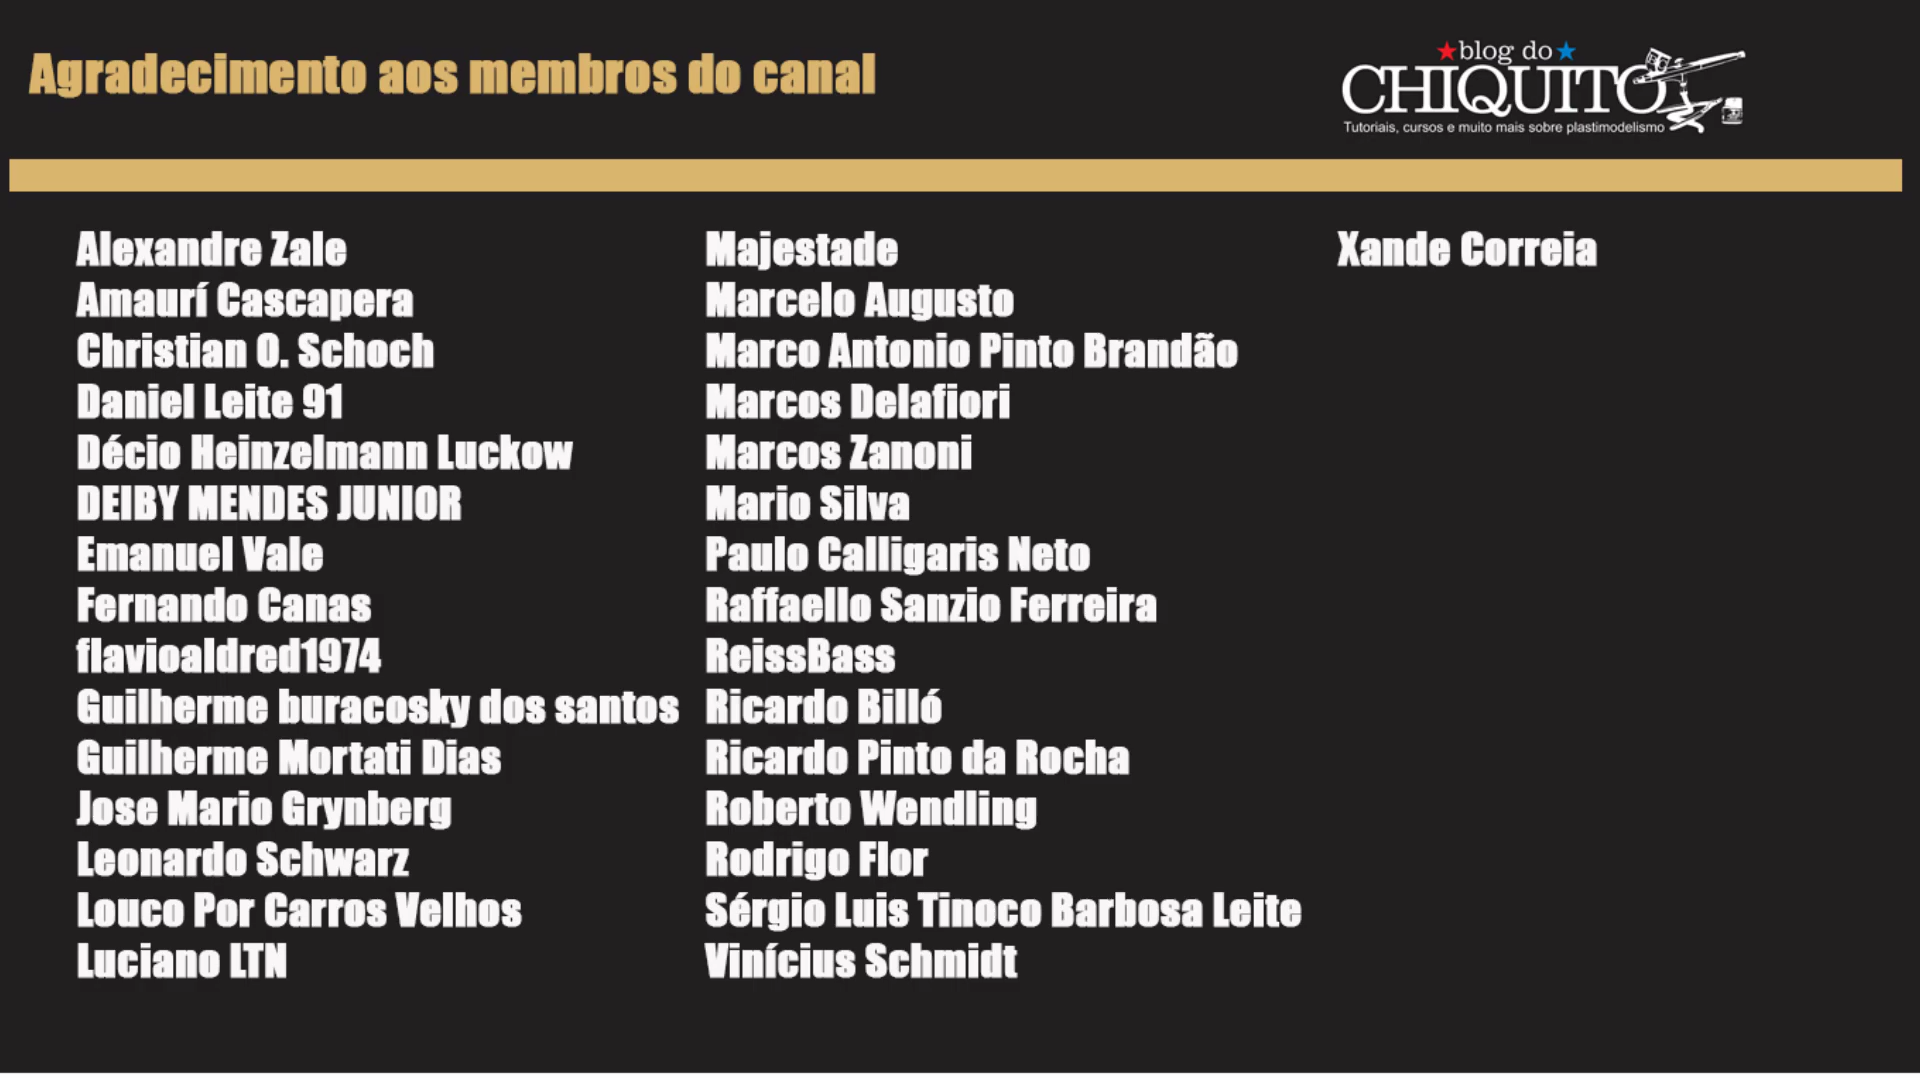 Agradecimento aos membros do canal
blog do
CHIQUITO
Tutoriais, cursos e muito mais sobre plastimodelismo
Alexandre Zale
Amaurí Cascapera
Christian O. Schoch
Daniel Leite 91
Décio Heinzelmann Luckow
DEIBY MENDES JUNIOR
Emanuel Vale
Fernando Canas
flavioaldred1974
Guilherme buracosky dos santos
Guilherme Mortati Dias
Jose Mario Grynberg
Leonardo Schwarz
Louco Por Carros Velhos
Luciano LTN
Majestade
Marcelo Augusto
Marco Antonio Pinto Brandão
Marcos Delafiori
Marcos Zanoni
Mario Silva
Paulo Calligaris Neto
Raffaello Sanzio Ferreira
ReissBass
Ricardo Billó
Ricardo Pinto da Rocha
Roberto Wendling
Rodrigo Flor
Sérgio Luis Tinoco Barbosa Leite
Vinícius Schmidt
Xande Correia